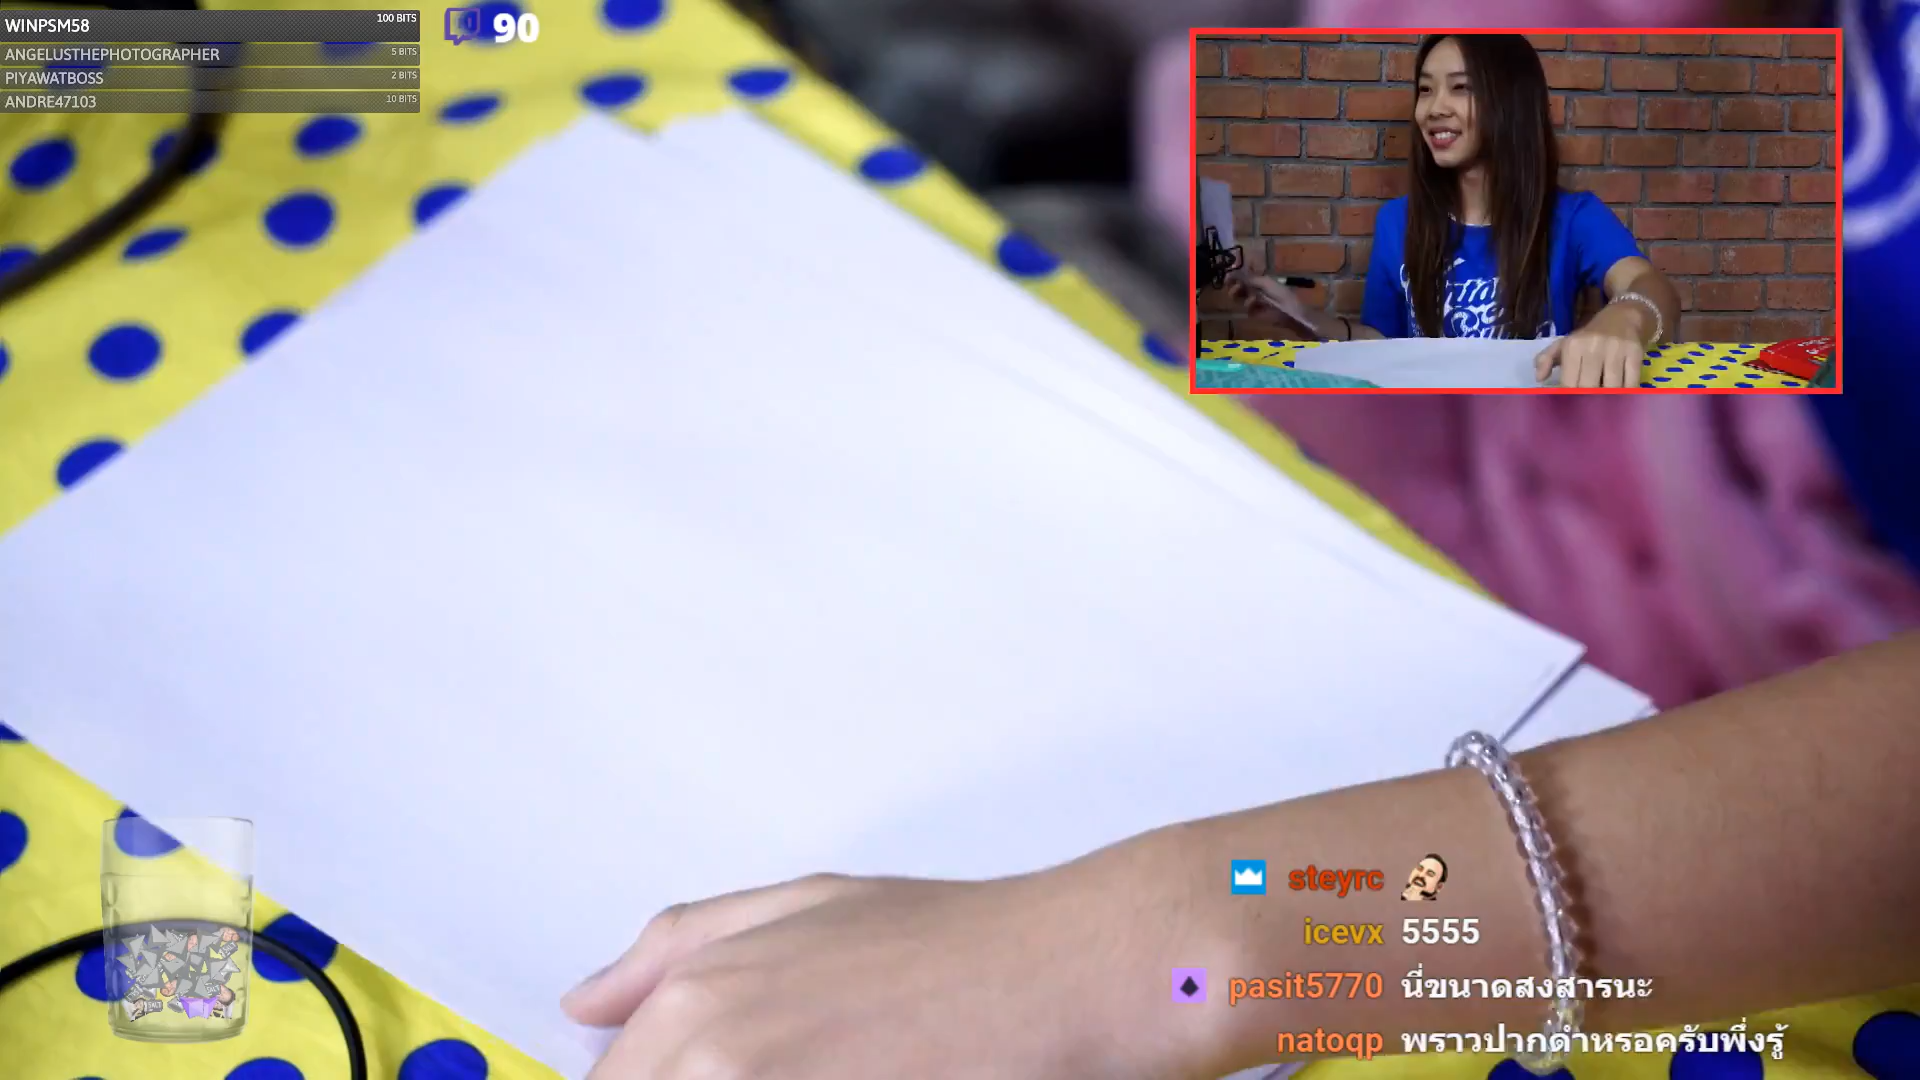 WINPSM58 100 BITS
ANGELUSTHEPHOTOGRAPHER 5 BITS
PIYAWATBOSS 2 BITS
ANDRE47103 10 BITS
90
steyrc
icevx 5555
pasit5770 นี่ขนาดสงสารนะ
natoqp พราวปากดำหรอครับพึ่งรู้